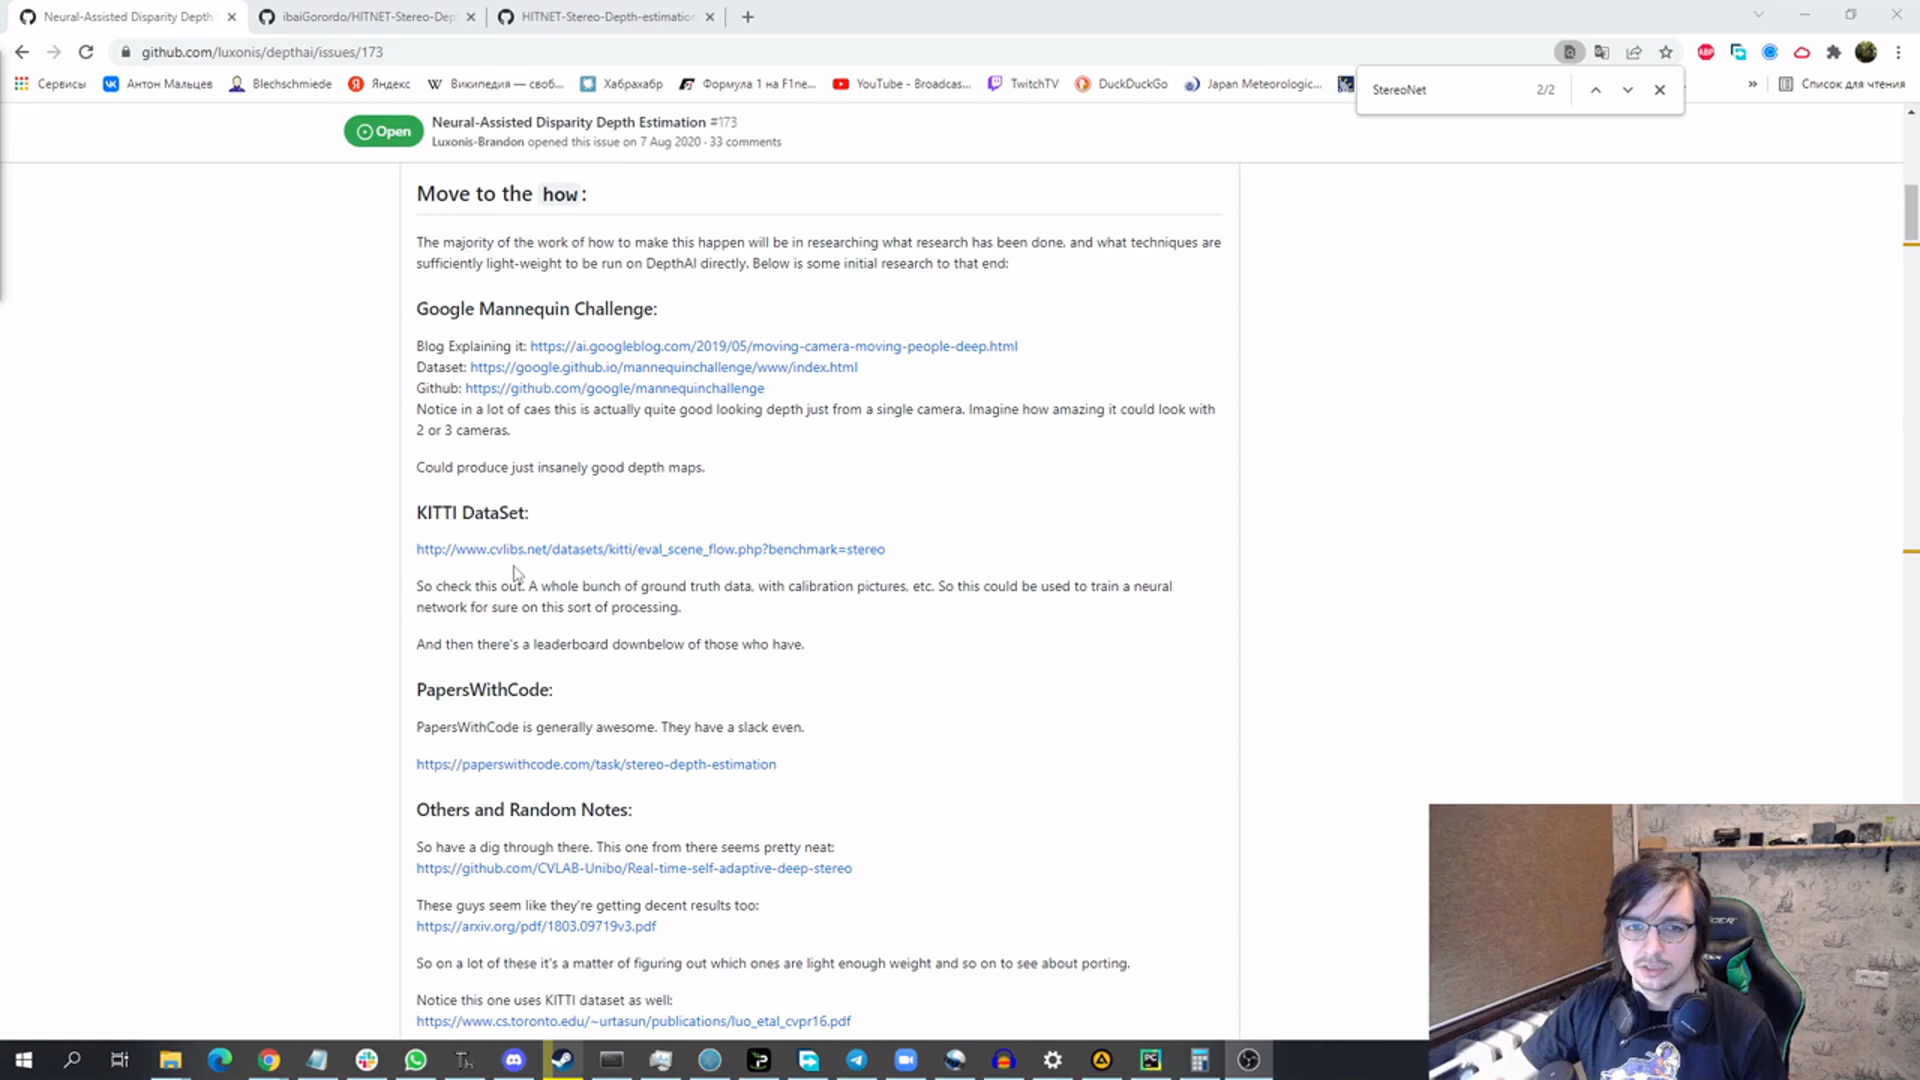 Neural-Assisted Disparity Depth
ibaiGorordo/HITNET-Stereo-Dep
HITNET-Stereo-Depth-estimation
github.com/luxonis/depthai/issues/173
Сервисы
Антон Мальцев
Blechschmiede
Яндекс
Википедия — своб...
Хабрахабр
Формула 1 на F1ne...
YouTube - Broadcas...
TwitchTV
DuckDuckGo
Japan Meteorologic...
Список для чтения
StereoNet 2/2
Open
Neural-Assisted Disparity Depth Estimation #173
Luxonis-Brandon opened this issue on 7 Aug 2020 · 33 comments
Move to the how:
The majority of the work of how to make this happen will be in researching what research has been done, and what techniques are
sufficiently light-weight to be run on DepthAI directly. Below is some initial research to that end:
Google Mannequin Challenge:
Blog Explaining it: https://ai.googleblog.com/2019/05/moving-camera-moving-people-deep.html
Dataset: https://google.github.io/mannequinchallenge/www/index.html
Github: https://github.com/google/mannequinchallenge
Notice in a lot of caes this is actually quite good looking depth just from a single camera. Imagine how amazing it could look with
2 or 3 cameras.
Could produce just insanely good depth maps.
KITTI DataSet:
http://www.cvlibs.net/datasets/kitti/eval_scene_flow.php?benchmark=stereo
So check this out. A whole bunch of ground truth data, with calibration pictures, etc. So this could be used to train a neural
network for sure on this sort of processing.
And then there's a leaderboard downbelow of those who have.
PapersWithCode:
PapersWithCode is generally awesome. They have a slack even.
https://paperswithcode.com/task/stereo-depth-estimation
Others and Random Notes:
So have a dig through there. This one from there seems pretty neat:
https://github.com/CVLAB-Unibo/Real-time-self-adaptive-deep-stereo
These guys seem like they're getting decent results too:
https://arxiv.org/pdf/1803.09719v3.pdf
So on a lot of these it's a matter of figuring out which ones are light enough weight and so on to see about porting.
Notice this one uses KITTI dataset as well:
https://www.cs.toronto.edu/~urtasun/publications/luo_etal_cvpr16.pdf